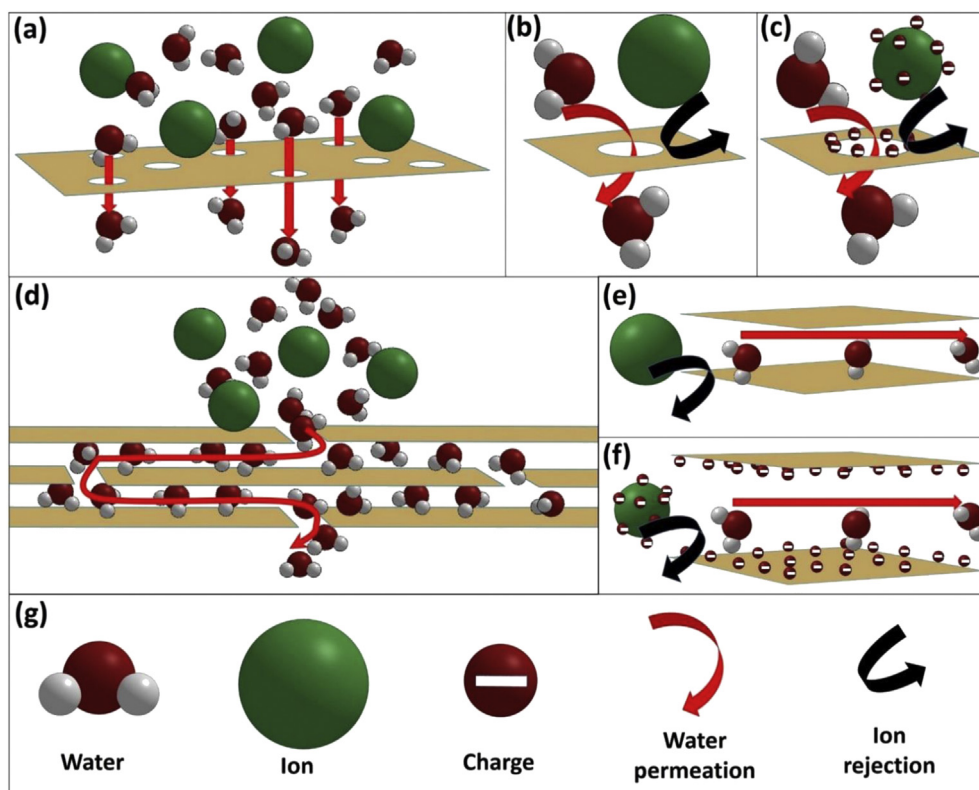 (a)
(b)
(c)
(d)
(e)
(f)
(g)
Water
Ion
Charge
Water
permeation
Ion
rejection